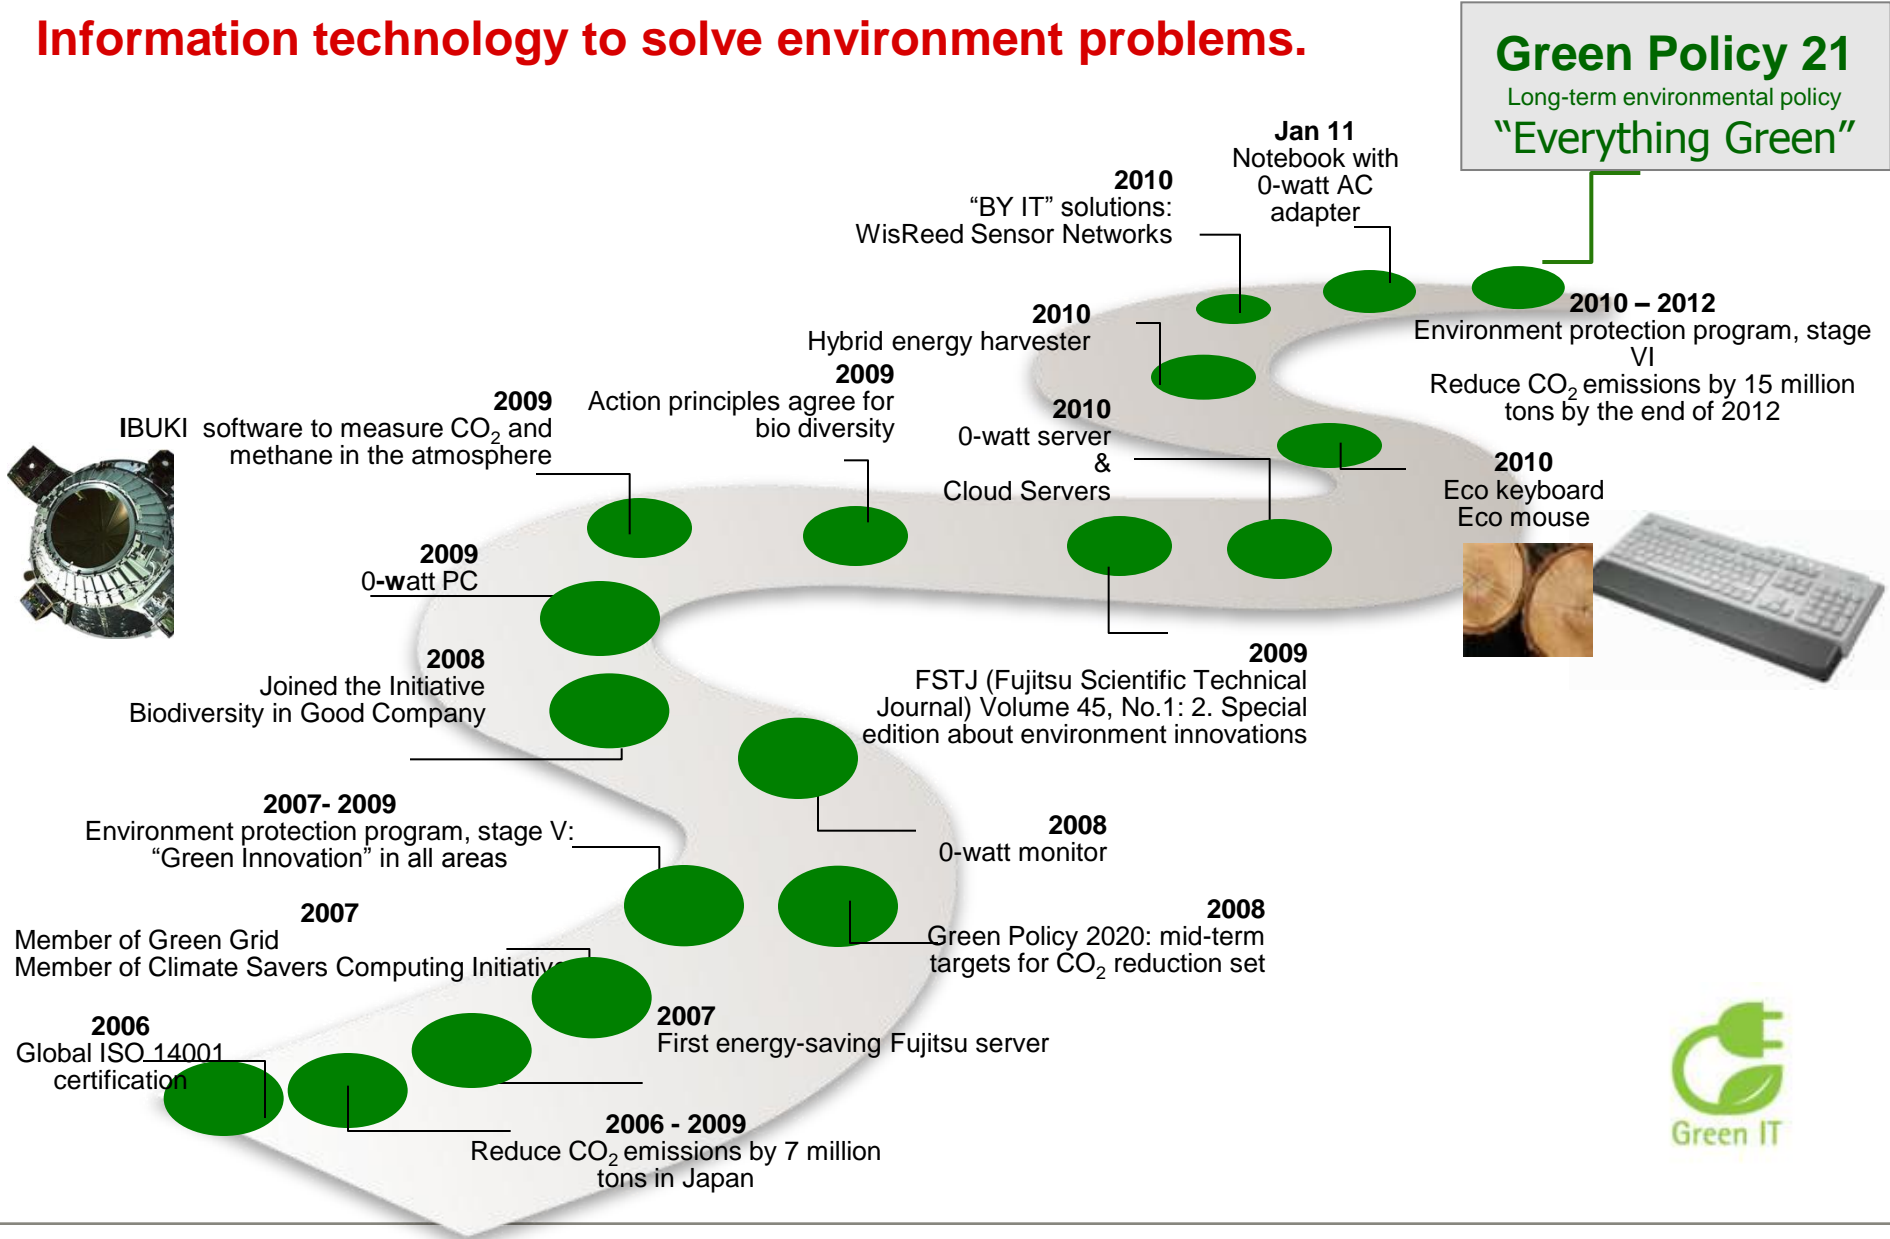 Information technology to solve environment problems.
Green Policy 21
Long-term environmental policy
“Everything Green”
Jan 11
Notebook with
0-watt AC
adapter
2010
“BY IT” solutions:
WisReed Sensor Networks
2010 – 2012
Environment protection program, stage
VI
Reduce CO₂ emissions by 15 million
tons by the end of 2012
2010
Hybrid energy harvester
2009
Action principles agree for
bio diversity
2009
IBUKI software to measure CO₂ and
methane in the atmosphere
2010
0-watt server
&
Cloud Servers
2010
Eco keyboard
Eco mouse
2009
0-watt PC
2009
FSTJ (Fujitsu Scientific Technical
Journal) Volume 45, No.1: 2. Special
edition about environment innovations
2008
Joined the Initiative
Biodiversity in Good Company
2007- 2009
Environment protection program, stage V:
“Green Innovation” in all areas
2008
0-watt monitor
2007
Member of Green Grid
Member of Climate Savers Computing Initiative
2008
Green Policy 2020: mid-term
targets for CO₂ reduction set
2006
Global ISO 14001
certification
2007
First energy-saving Fujitsu server
2006 - 2009
Reduce CO₂ emissions by 7 million
tons in Japan
Green IT